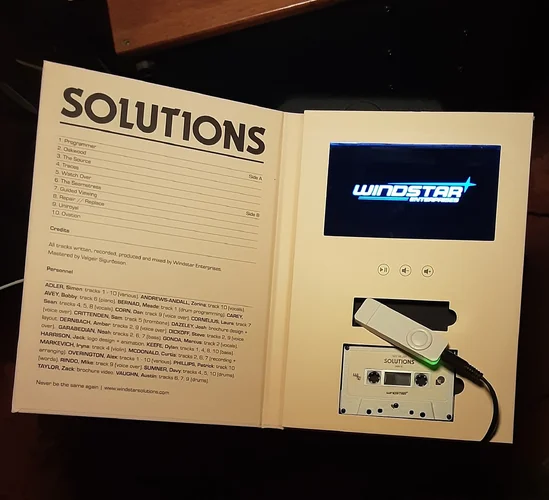 SOLUTIONS
1. Programmer
Side A
2. Oakwood
3. The Source
4. Traces
5. Watch Over
6. The Seamstress
Side B
7. Guided Viewing
8. Repair // Replace
9. Uniroyal
10. Ovation
Credits
All tracks written, recorded, produced and mixed by Windstar Enterprises
Mastered by Valgeir Sigurðsson
Personnel
ADLER, Simon: tracks 1 - 10 (various) ANDREWS-ANDALL, Zenina: track 10 (vocals)
AVEY, Bobby: track 6 (piano) BERNAD, Meade: track 1 (drum programming) CAREY,
Sean: tracks 4, 5, 8 (vocals) CORN, Dan: track 9 (voice over) CORNELIUS, Laura: track 7
(voice over) CRITTENDEN, Sam: track 5 (trombone) DAZELEY, Josh: brochure design +
layout DERNBACH, Amber: tracks 2, 9 (voice over) DICKOFF, Steve: tracks 2, 9 (voice
over) GARABEDIAN, Noah: tracks 2, 6, 7 (bass) GONDA, Marcus: track 2 (vocals)
HARRISON, Jack: logo design + animation KEEFE, Dylan: tracks 1, 4, 8, 10 (bass)
MARKEVICH, Iryna: track 4 (violin) MCDONALD, Curtis: tracks 2, 6, 7 (recording +
arranging) OVERINGTON, Alex: tracks 1 - 10 (various) PHILLIPS, Patrick: track 10
(words) RINDO, Mike: track 9 (voice over) SUMNER, Davy: tracks 4, 8, 10 (drums)
TAYLOR, Zack: brochure video VAUGHN, Austin: tracks 6, 7, 9 (drums)
Never be the same again | www.windstarsolutions.com
WINDSTAR
ENTERPRISES
SOLUTIONS
WINDSTAR